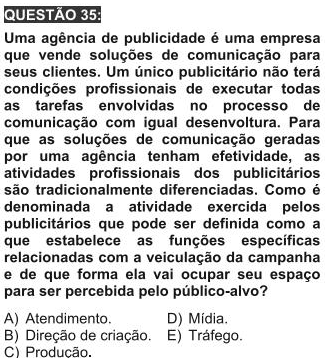 QUESTÃO 35:
Uma agência de publicidade é uma empresa
que vende soluções de comunicação para
seus clientes. Um único publicitário não terá
condições profissionais de executar todas
as tarefas envolvidas no processo de
comunicação com igual desenvoltura. Para
que as soluções de comunicação geradas
por uma agência tenham efetividade, as
atividades profissionais dos publicitários
são tradicionalmente diferenciadas. Como é
denominada a atividade exercida pelos
publicitários que pode ser definida como a
que estabelece as funções específicas
relacionadas com a veiculação da campanha
e de que forma ela vai ocupar seu espaço
para ser percebida pelo público-alvo?
A) Atendimento. D) Mídia.
B) Direção de criação. E) Tráfego.
C) Produção.